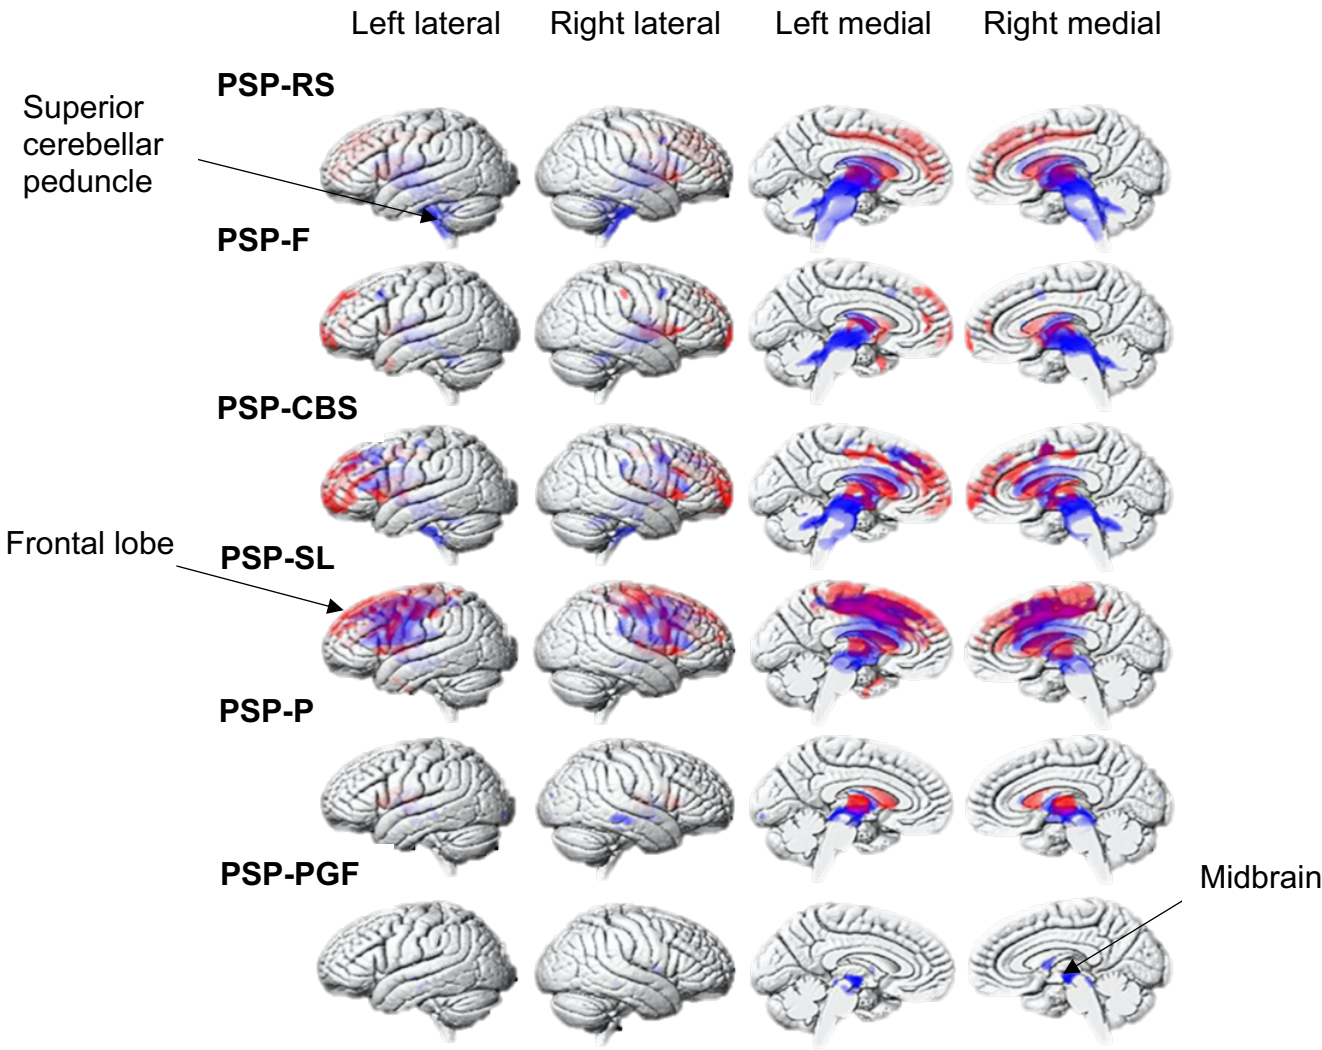 Left lateral
Right lateral
Left medial
Right medial
PSP-RS
Superior
cerebellar
peduncle
PSP-F
PSP-CBS
Frontal lobe
PSP-SL
PSP-P
PSP-PGF
Midbrain